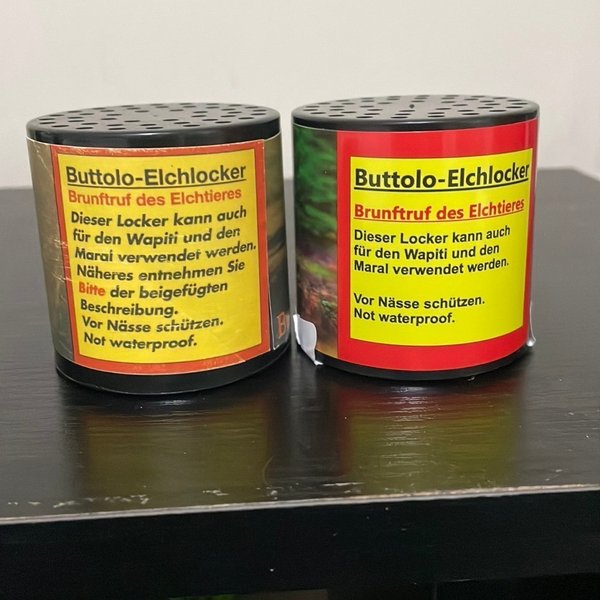 Buttolo-Elchlocker
Brunftruf des Elchtieres
Dieser Locker kann auch
für den Wapiti und den
Maral verwendet werden.
Näheres entnehmen Sie
Bitte der beigefügten
Beschreibung.
Vor Nässe schützen.
Not waterproof.
Buttolo-Elchlocker
Brunftruf des Elchtieres
Dieser Locker kann auch
für den Wapiti und den
Maral verwendet werden.
Vor Nässe schützen.
Not waterproof.